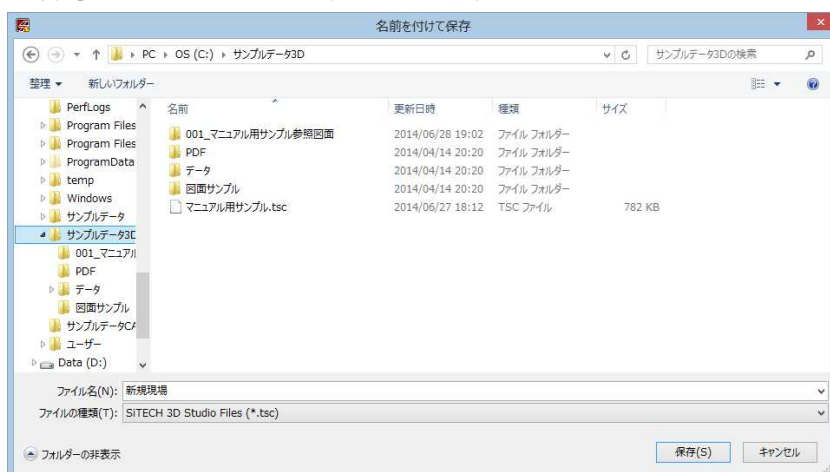 名前を付けて保存
PC ▸ OS (C:) ▸ サンプルデータ3D
サンプルデータ3Dの検索
整理 新しいフォルダー
名前 更新日時 種類 サイズ
PerfLogs
Program Files
Program Files
ProgramData
temp
Windows
サンプルデータ
サンプルデータ3D
001_マニュアル
PDF
データ
図面サンプル
サンプルデータCA
ユーザー
Data (D:)
001_マニュアル用サンプル参照図面 2014/06/28 19:02 ファイル フォルダー
PDF 2014/04/14 20:20 ファイル フォルダー
データ 2014/04/14 20:20 ファイル フォルダー
図面サンプル 2014/04/14 20:20 ファイル フォルダー
マニュアル用サンプル.tsc 2014/06/27 18:12 TSC ファイル 782 KB
ファイル名(N): 新規現場
ファイルの種類(T): SiTECH 3D Studio Files (*.tsc)
フォルダーの非表示
保存(S) キャンセル